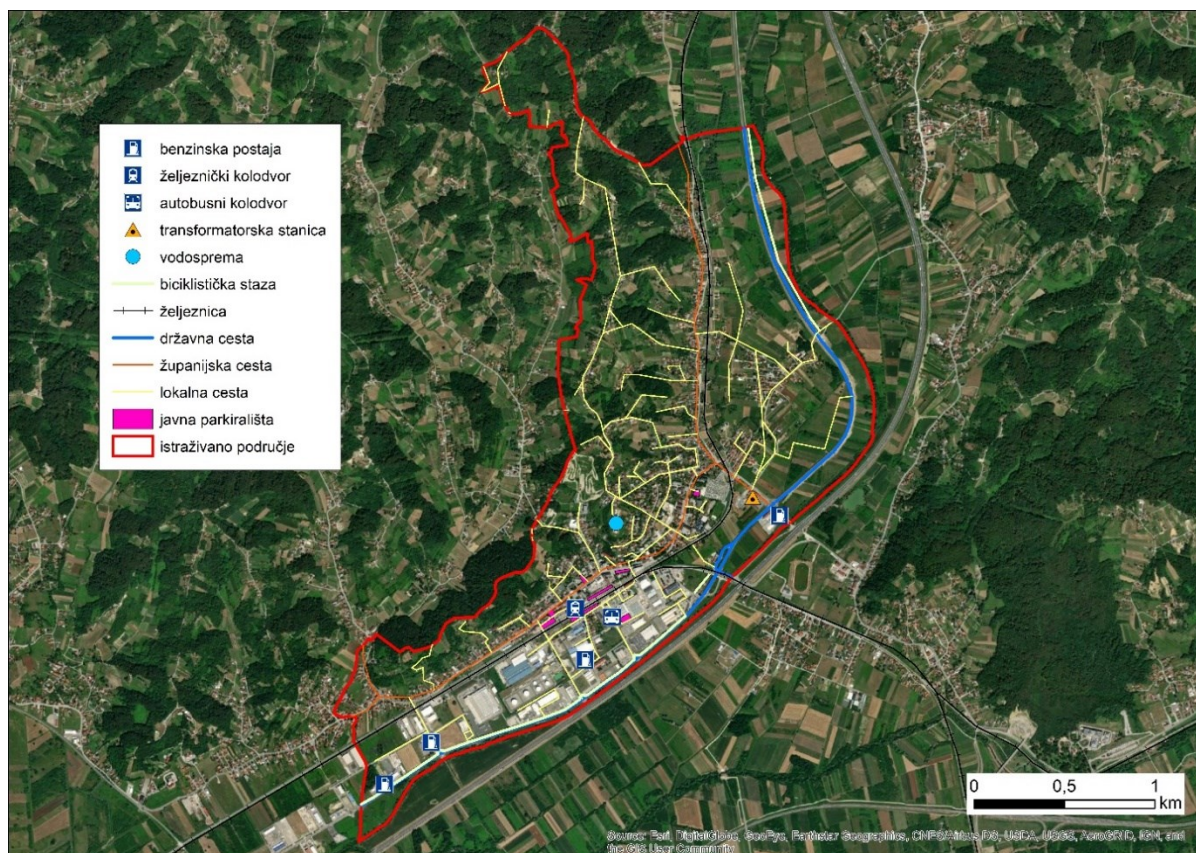 benzinska postaja
željeznički kolodvor
autobusni kolodvor
transformatorska stanica
vodosprema
biciklistička staza
željeznica
državna cesta
županijska cesta
lokalna cesta
javna parkirališta
istraživano područje
0 0,5 1
km
Source: Esri, DigitalGlobe, GeoEye, Earthstar Geographics, CNES/Airbus DS, USDA, USGS, AeroGRID, IGN, and
the GIS User Community